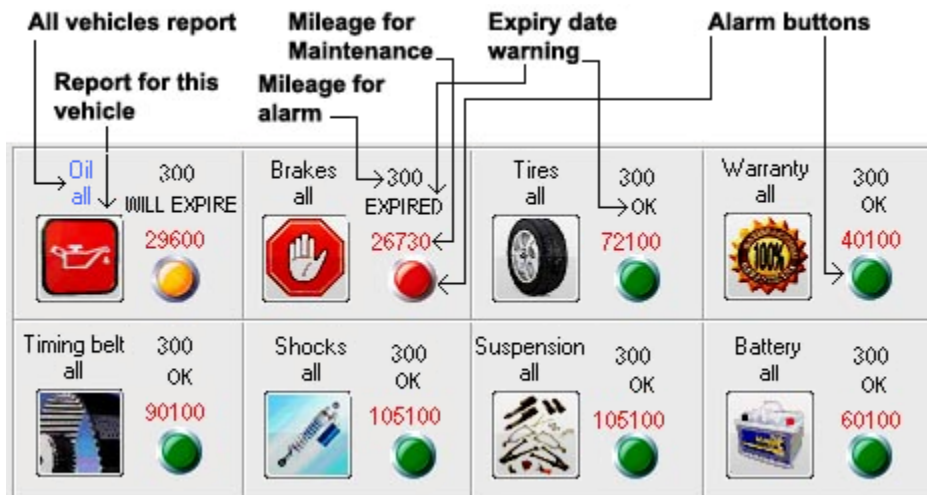 All vehicles report
Mileage for
Maintenance
Expiry date
warning
Alarm buttons
Report for this
vehicle
Mileage for
alarm
Oil
all
300
WILL EXPIRE
29600
Brakes
all
300
EXPIRED
26730
Tires
all
300
OK
72100
Warranty
all
300
OK
40100
100%
Timing belt
all
300
OK
90100
Shocks
all
300
OK
105100
Suspension
all
300
OK
105100
Battery
all
300
OK
60100